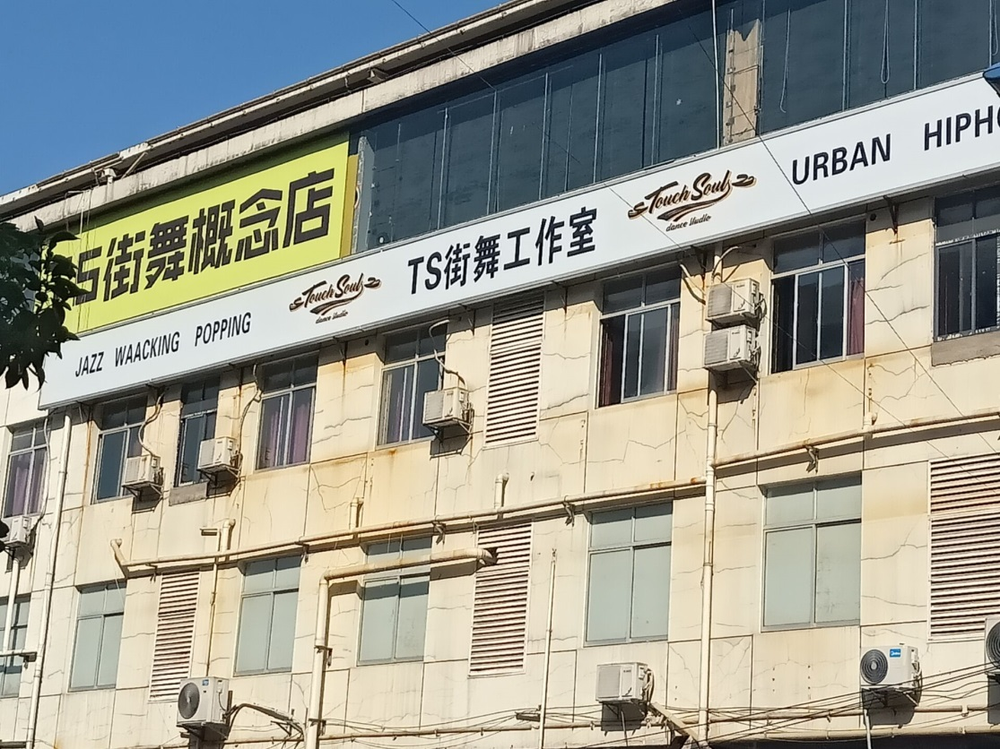 S街舞概念店
JAZZ WAACKING POPPING
Touch Soul
dance studio
TS街舞工作室
Touch Soul
dance studio
URBAN HIPHO